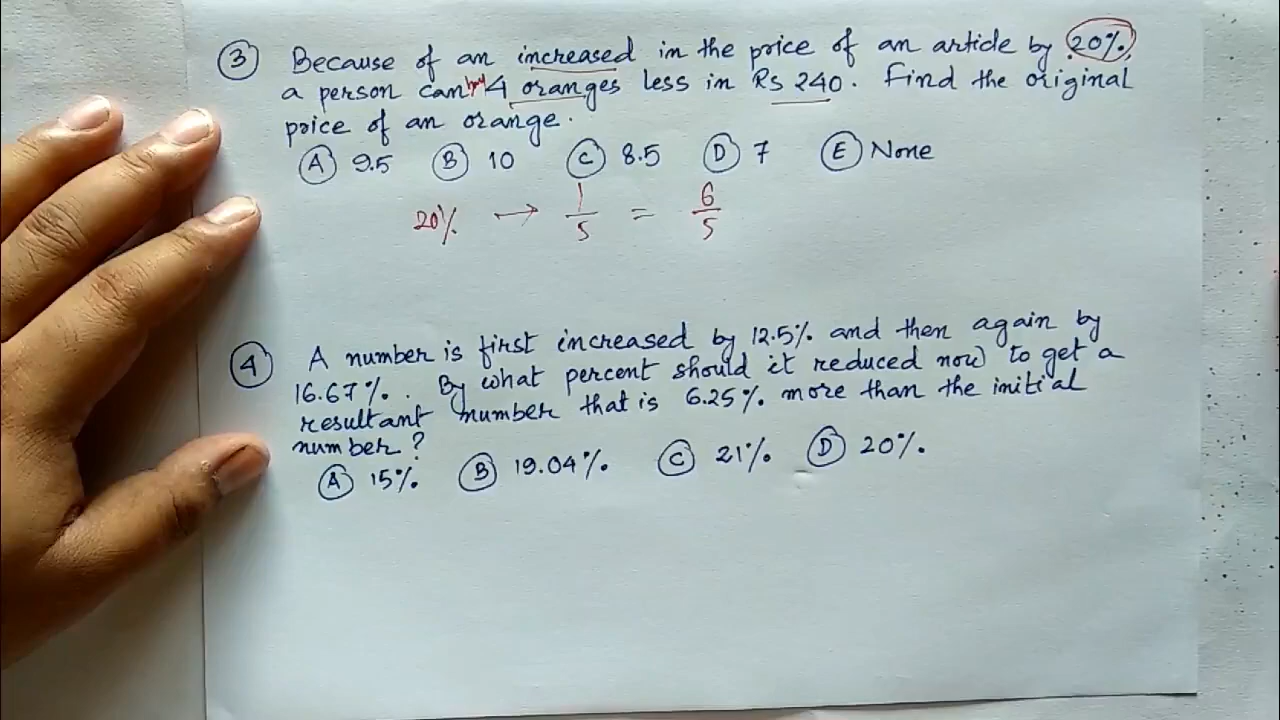 3 Because of an increased in the price of an article by 20%,
a person can buy 4 oranges less in Rs 240. Find the original
price of an orange.
A 9.5 B 10 C 8.5 D 7 E None
20% → 1/5 = 6/5
4 A number is first increased by 12.5% and then again by
16.67%. By what percent should it reduced now to get a
resultant number that is 6.25% more than the initial
number?
A 15% B 19.04% C 21% D 20%.